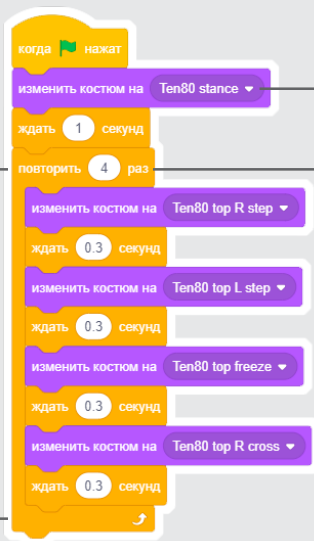 когда нажат
изменить костюм на Ten80 stance
ждать 1 секунд
повторить 4 раз
изменить костюм на Ten80 top R step
ждать 0.3 секунд
изменить костюм на Ten80 top L step
ждать 0.3 секунд
изменить костюм на Ten80 top freeze
ждать 0.3 секунд
изменить костюм на Ten80 top R cross
ждать 0.3 секунд